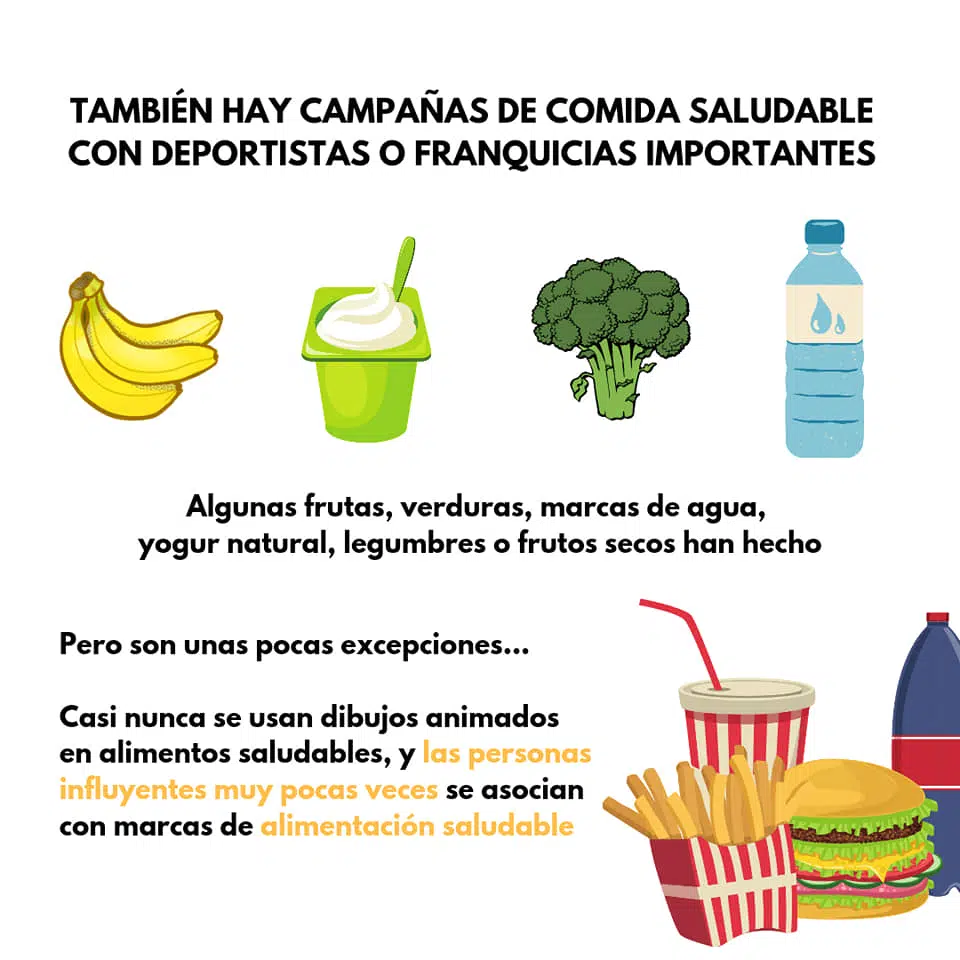 TAMBIÉN HAY CAMPAÑAS DE COMIDA SALUDABLE
CON DEPORTISTAS O FRANQUICIAS IMPORTANTES
Algunas frutas, verduras, marcas de agua,
yogur natural, legumbres o frutos secos han hecho
Pero son unas pocas excepciones...
Casi nunca se usan dibujos animados
en alimentos saludables, y las personas
influyentes muy pocas veces se asocian
con marcas de alimentación saludable